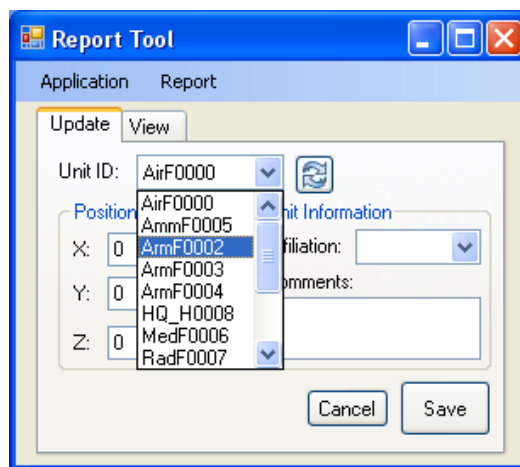 Report Tool
Application Report
Update View
Unit ID: AirF0000
AirF0000
AmmF0005
ArmF0002
ArmF0003
ArmF0004
HQ_H0008
MedF0006
RadF0007
Position
X: 0
Y: 0
Z: 0
nit Information
filiation:
omments:
Cancel Save